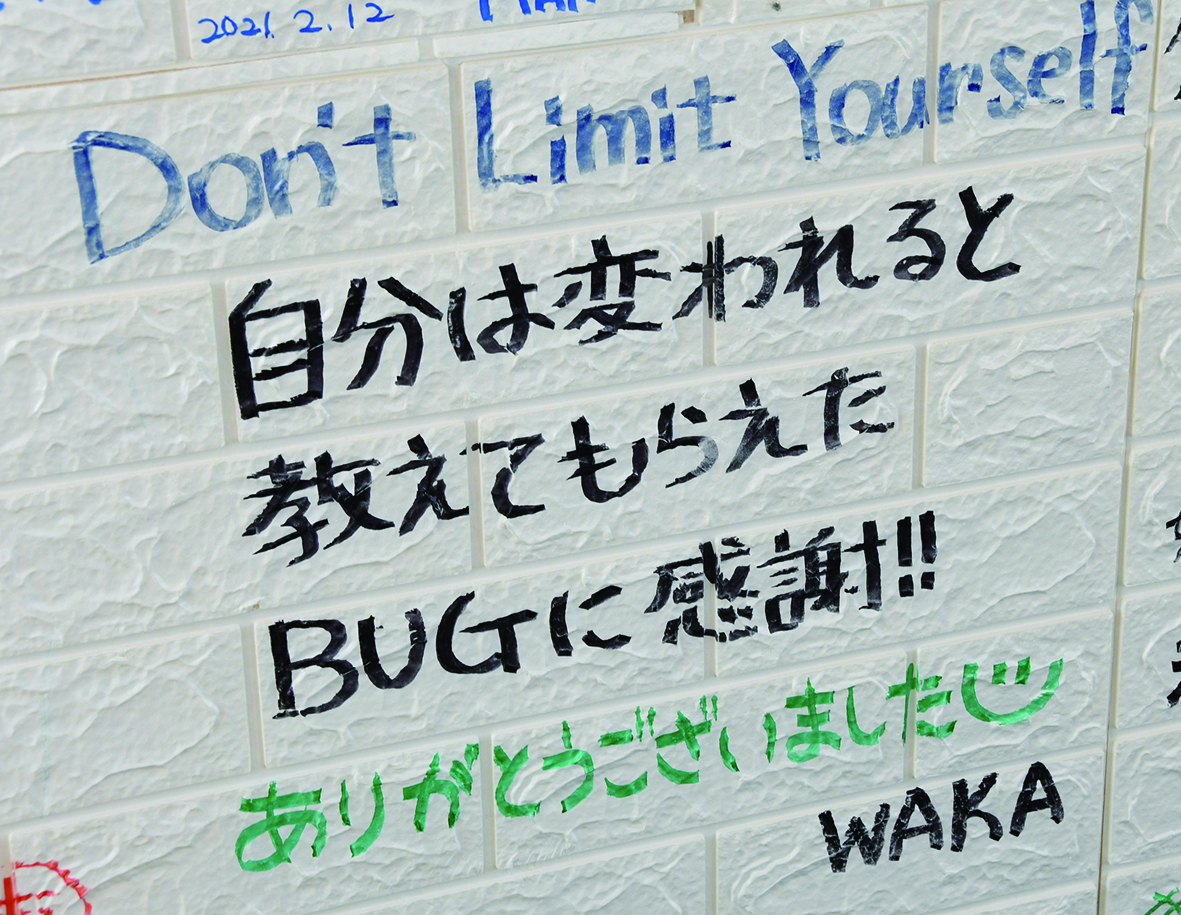 2021.2.12
Don't Limit Yourself
自分は変われると
教えてもらえた
BUGに感謝!!
ありがとうございました
WAKA